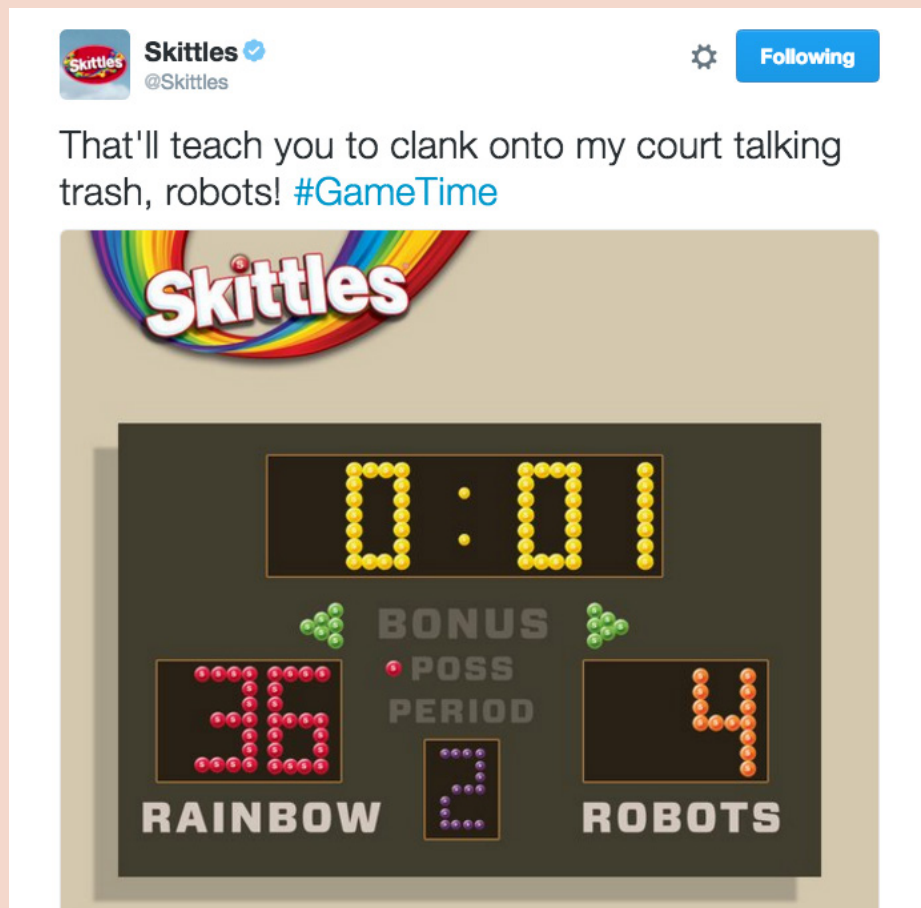 Skittles
Skittles
@Skittles
Following
That'll teach you to clank onto my court talking
trash, robots! #GameTime
Skittles
0:01
BONUS
POSS
PERIOD
36
2
4
RAINBOW
ROBOTS